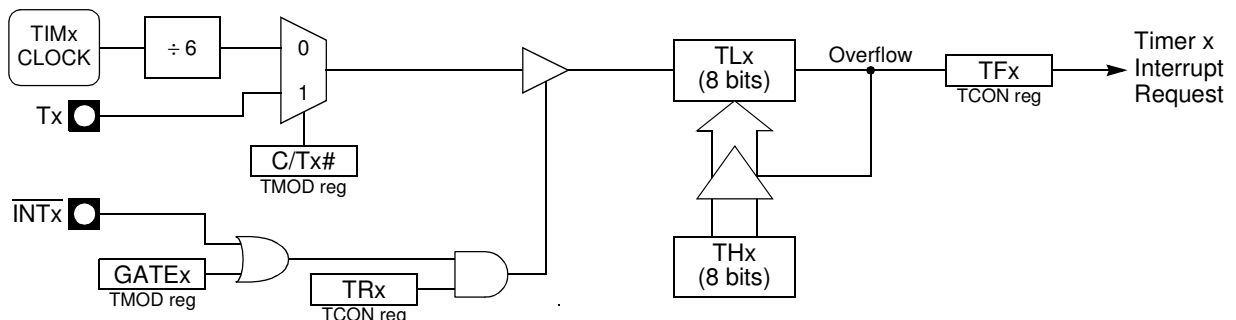 TIMx
CLOCK
÷ 6
0
1
Tx
C/Tx#
TMOD reg
INTx
GATEx
TMOD reg
TRx
TCON reg
TLx
(8 bits)
Overflow
TFx
TCON reg
Timer x
Interrupt
Request
THx
(8 bits)